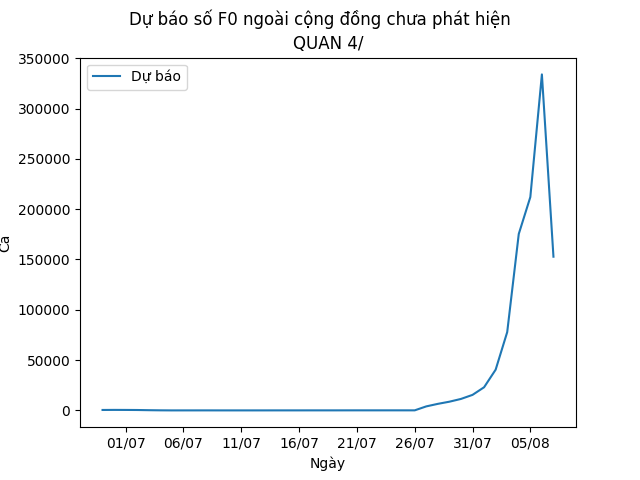 Dự báo số F0 ngoài cộng đồng chưa phát hiện
QUAN 4/
350000
300000
250000
200000
150000
100000
50000
0
Ca
Dự báo
01/07 06/07 11/07 16/07 21/07 26/07 31/07 05/08
Ngày